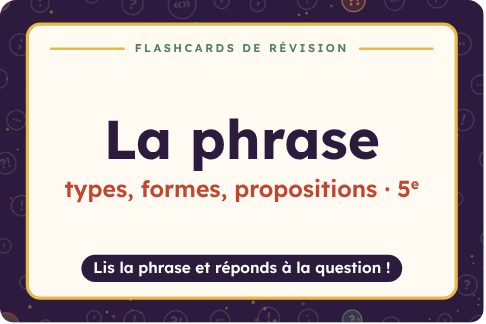 FLASHCARDS DE RÉVISION
La phrase
types, formes, propositions · 5ᵉ
Lis la phrase et réponds à la question !